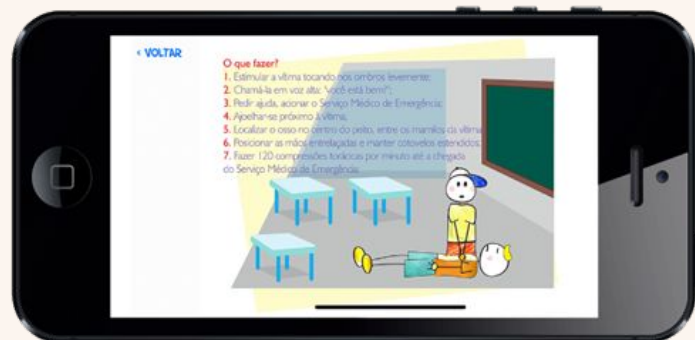 < VOLTAR
O que fazer?
1. Estimular a vítima tocando nos ombros levemente;
2. Chamá-la em voz alta: "você está bem?";
3. Pedir ajuda, acionar o Serviço Médico de Emergência;
4. Ajoelhar-se próximo à vítima;
5. Localizar o osso no centro do peito, entre os mamilos da vítima
6. Posicionar as mãos entrelaçadas e manter cotovelos estendidos;
7. Fazer 120 compressões torácicas por minuto até a chegada
do Serviço Médico de Emergência.